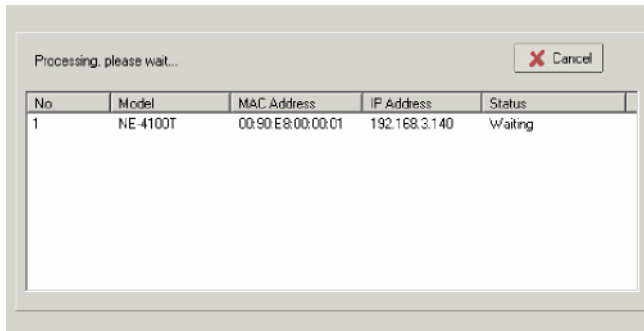 Processing, please wait...
Cancel
No Model MAC Address IP Address Status
1 NE-4100T 00:90:E8:00:00:01 192.168.3.140 Waiting